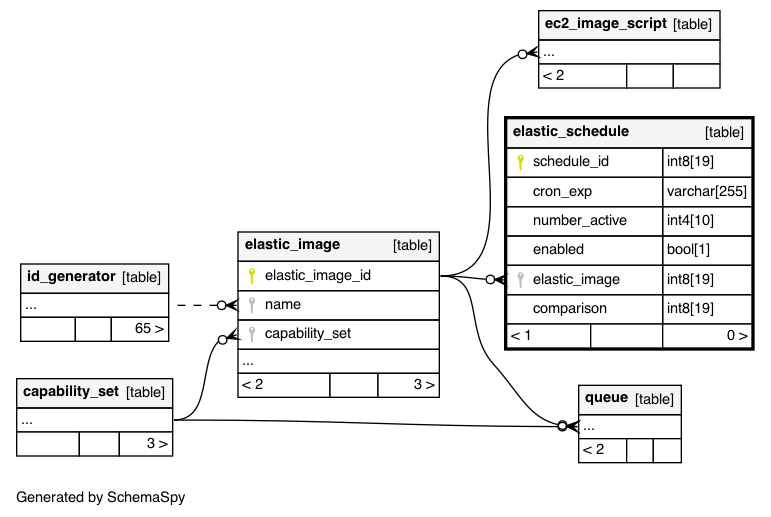 ec2_image_script [table]
...
< 2
elastic_schedule [table]
schedule_id int8[19]
cron_exp varchar[255]
number_active int4[10]
enabled bool[1]
elastic_image int8[19]
comparison int8[19]
< 1 0 >
elastic_image [table]
elastic_image_id
name
capability_set
...
< 2 3 >
id_generator [table]
...
65 >
capability_set [table]
...
3 >
queue [table]
...
< 2
Generated by SchemaSpy